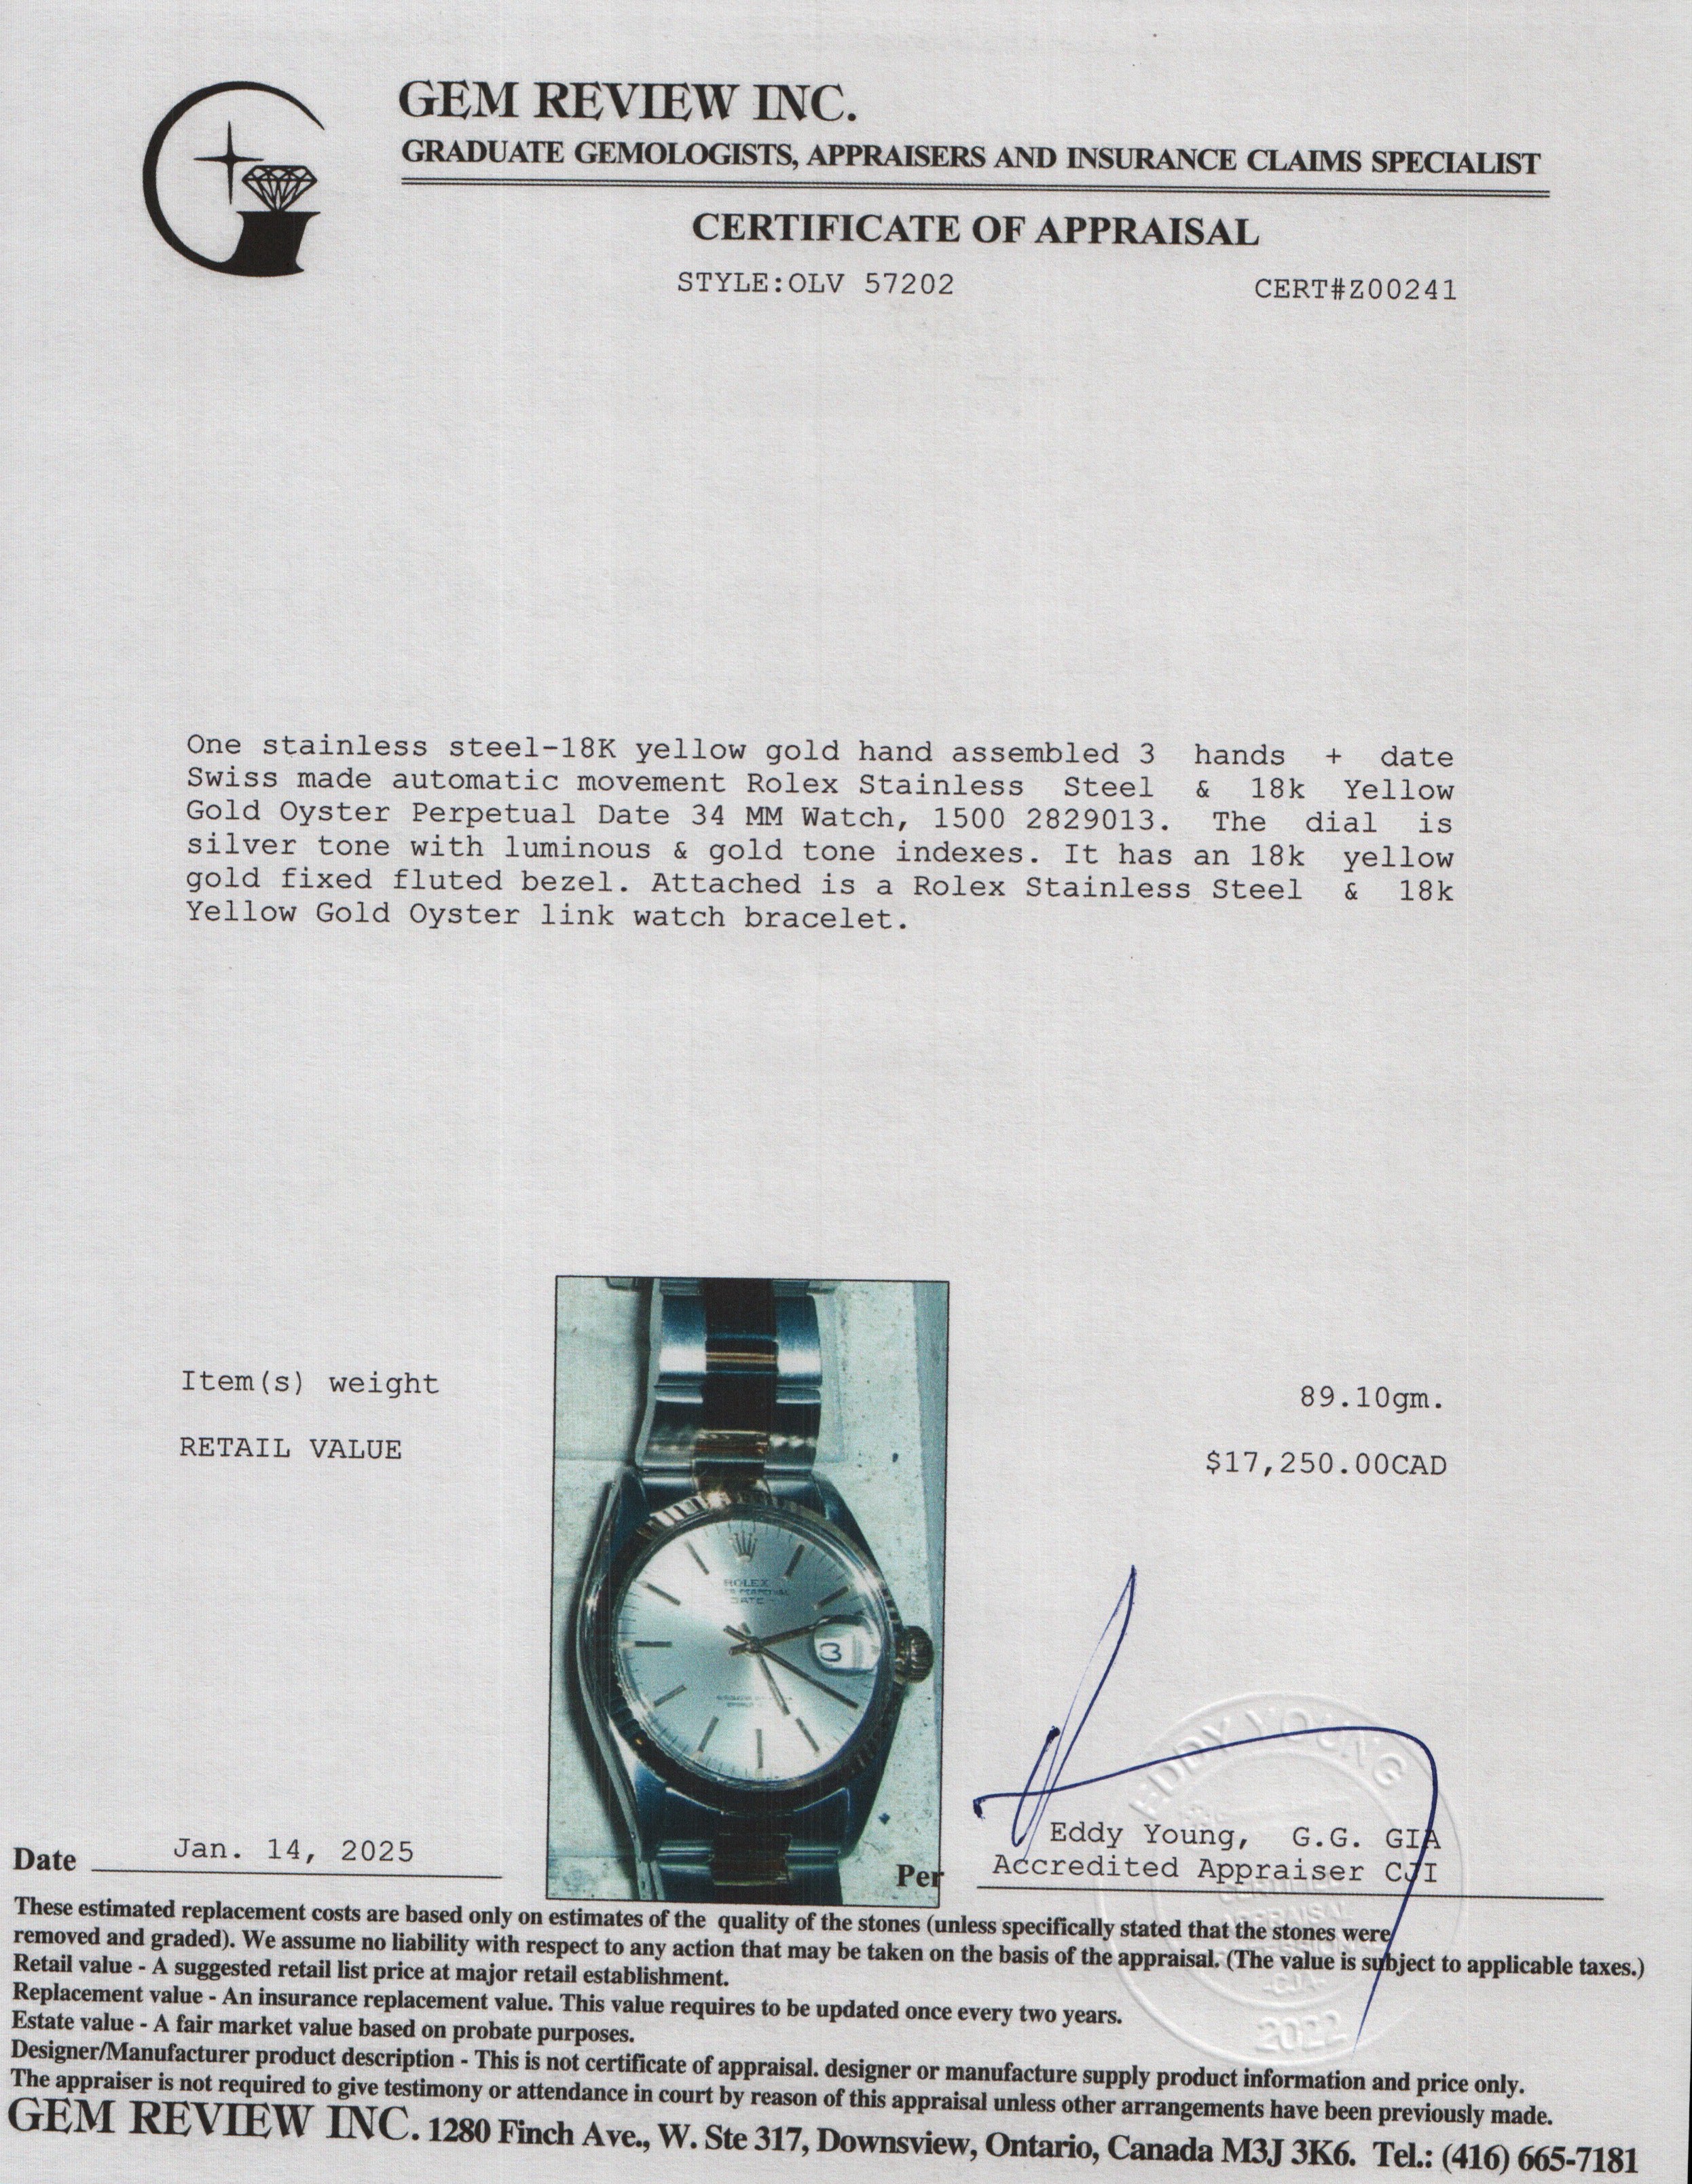 GEM REVIEW INC.
GRADUATE GEMOLOGISTS, APPRAISERS AND INSURANCE CLAIMS SPECIALIST
CERTIFICATE OF APPRAISAL
STYLE:OLV 57202 CERT#Z00241
One stainless steel-18K yellow gold hand assembled 3 hands + date
Swiss made automatic movement Rolex Stainless Steel & 18k Yellow
Gold Oyster Perpetual Date 34 MM Watch, 1500 2829013. The dial is
silver tone with luminous & gold tone indexes. It has an 18k yellow
gold fixed fluted bezel. Attached is a Rolex Stainless Steel & 18k
Yellow Gold Oyster link watch bracelet.
Item(s) weight 89.10gm.
RETAIL VALUE $17,250.00CAD
ROLEX
PERPETUAL
DATE
3
EDDY YOUNG
Eddy Young, G.G. GIA
Date Jan. 14, 2025 Per Accredited Appraiser CJI
APPRAISAL
CJA
2022
These estimated replacement costs are based only on estimates of the quality of the stones (unless specifically stated that the stones were
removed and graded). We assume no liability with respect to any action that may be taken on the basis of the appraisal. (The value is subject to applicable taxes.)
Retail value - A suggested retail list price at major retail establishment.
Replacement value - An insurance replacement value. This value requires to be updated once every two years.
Estate value - A fair market value based on probate purposes.
Designer/Manufacturer product description - This is not certificate of appraisal. designer or manufacture supply product information and price only.
The appraiser is not required to give testimony or attendance in court by reason of this appraisal unless other arrangements have been previously made.
GEM REVIEW INC. 1280 Finch Ave., W. Ste 317, Downsview, Ontario, Canada M3J 3K6. Tel.: (416) 665-7181